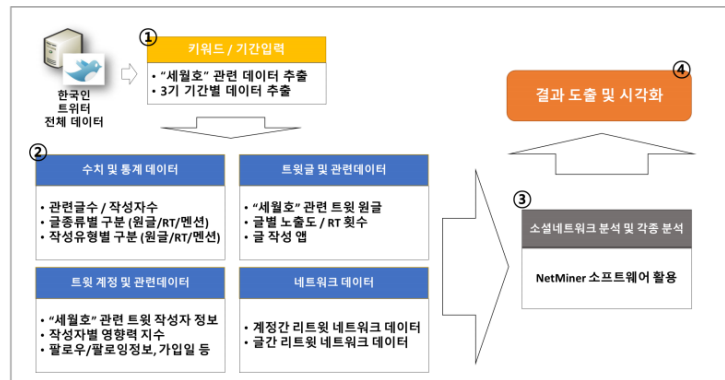 ①
키워드 / 기간입력
• “세월호” 관련 데이터 추출
• 3기 기간별 데이터 추출
한국인
트위터
전체 데이터
②
수치 및 통계 데이터
• 관련글수 / 작성자수
• 글종류별 구분 (원글/RT/멘션)
• 작성유형별 구분 (원글/RT/멘션)
트윗글 및 관련데이터
• “세월호” 관련 트윗 원글
• 글별 노출도 / RT 횟수
• 글 작성 앱
트윗 계정 및 관련데이터
• “세월호” 관련 트윗 작성자 정보
• 작성자별 영향력 지수
• 팔로우/팔로잉정보, 가입일 등
네트워크 데이터
• 계정간 리트윗 네트워크 데이터
• 글간 리트윗 네트워크 데이터
③
소셜네트워크 분석 및 각종 분석
NetMiner 소프트웨어 활용
④
결과 도출 및 시각화